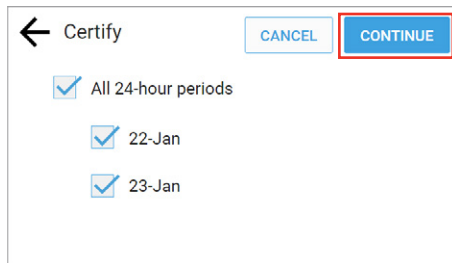 Certify
CANCEL
CONTINUE
All 24-hour periods
22-Jan
23-Jan